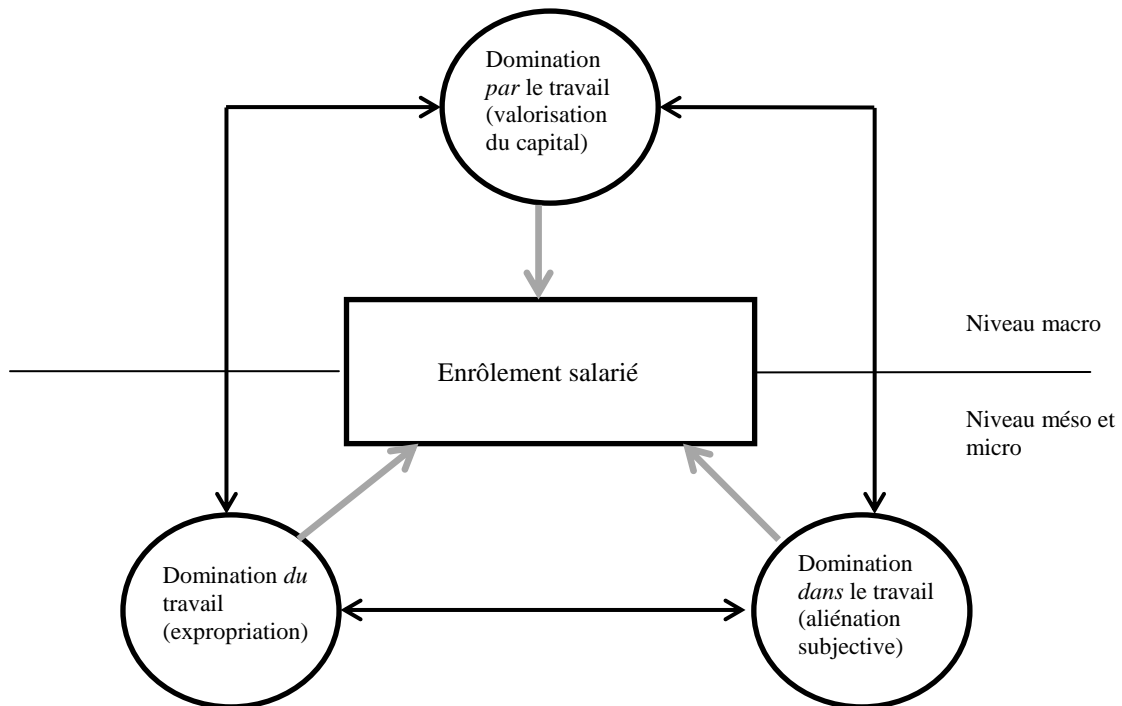 Domination
par le travail
(valorisation
du capital)
Niveau macro
Enrôlement salarié
Niveau méso et
micro
Domination du
travail
(expropriation)
Domination
dans le travail
(aliénation
subjective)